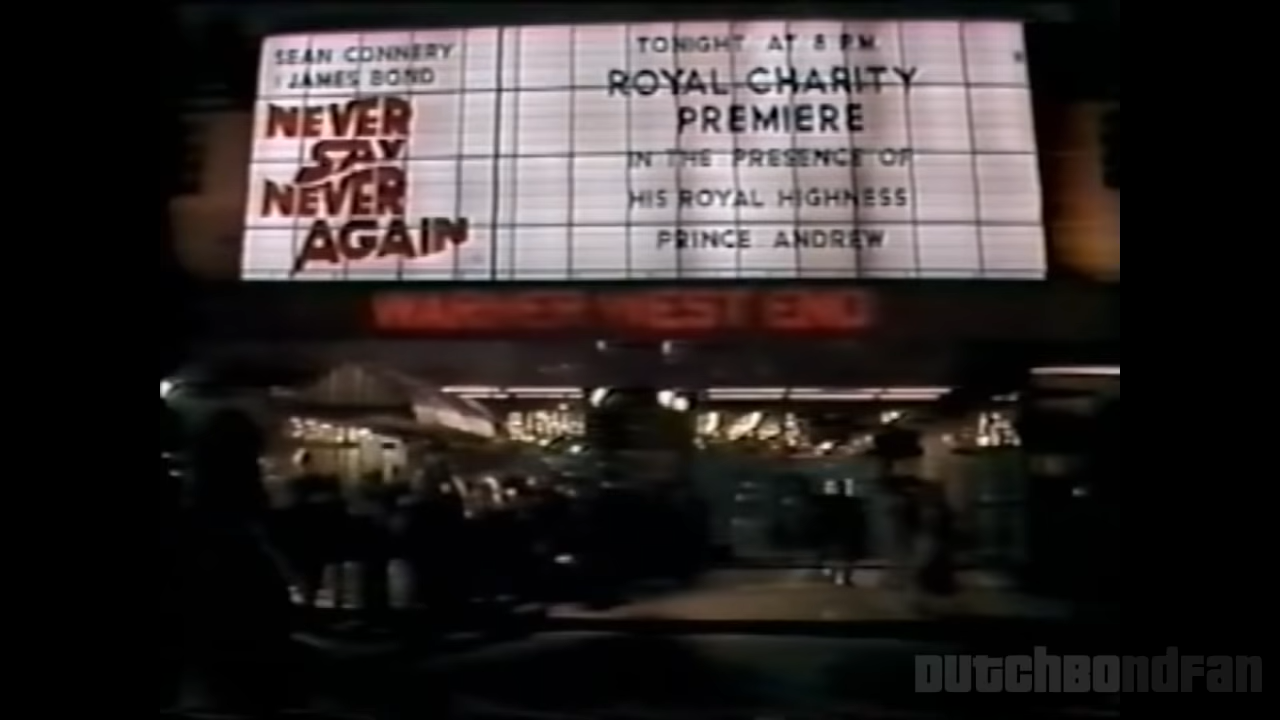 SEAN CONNERY
JAMES BOND
NEVER
SAY
NEVER
AGAIN
TONIGHT AT 8 P.M.
ROYAL CHARITY
PREMIERE
IN THE PRESENCE OF
HIS ROYAL HIGHNESS
PRINCE ANDREW
WARNER WEST END
DUTCHBONDFAN